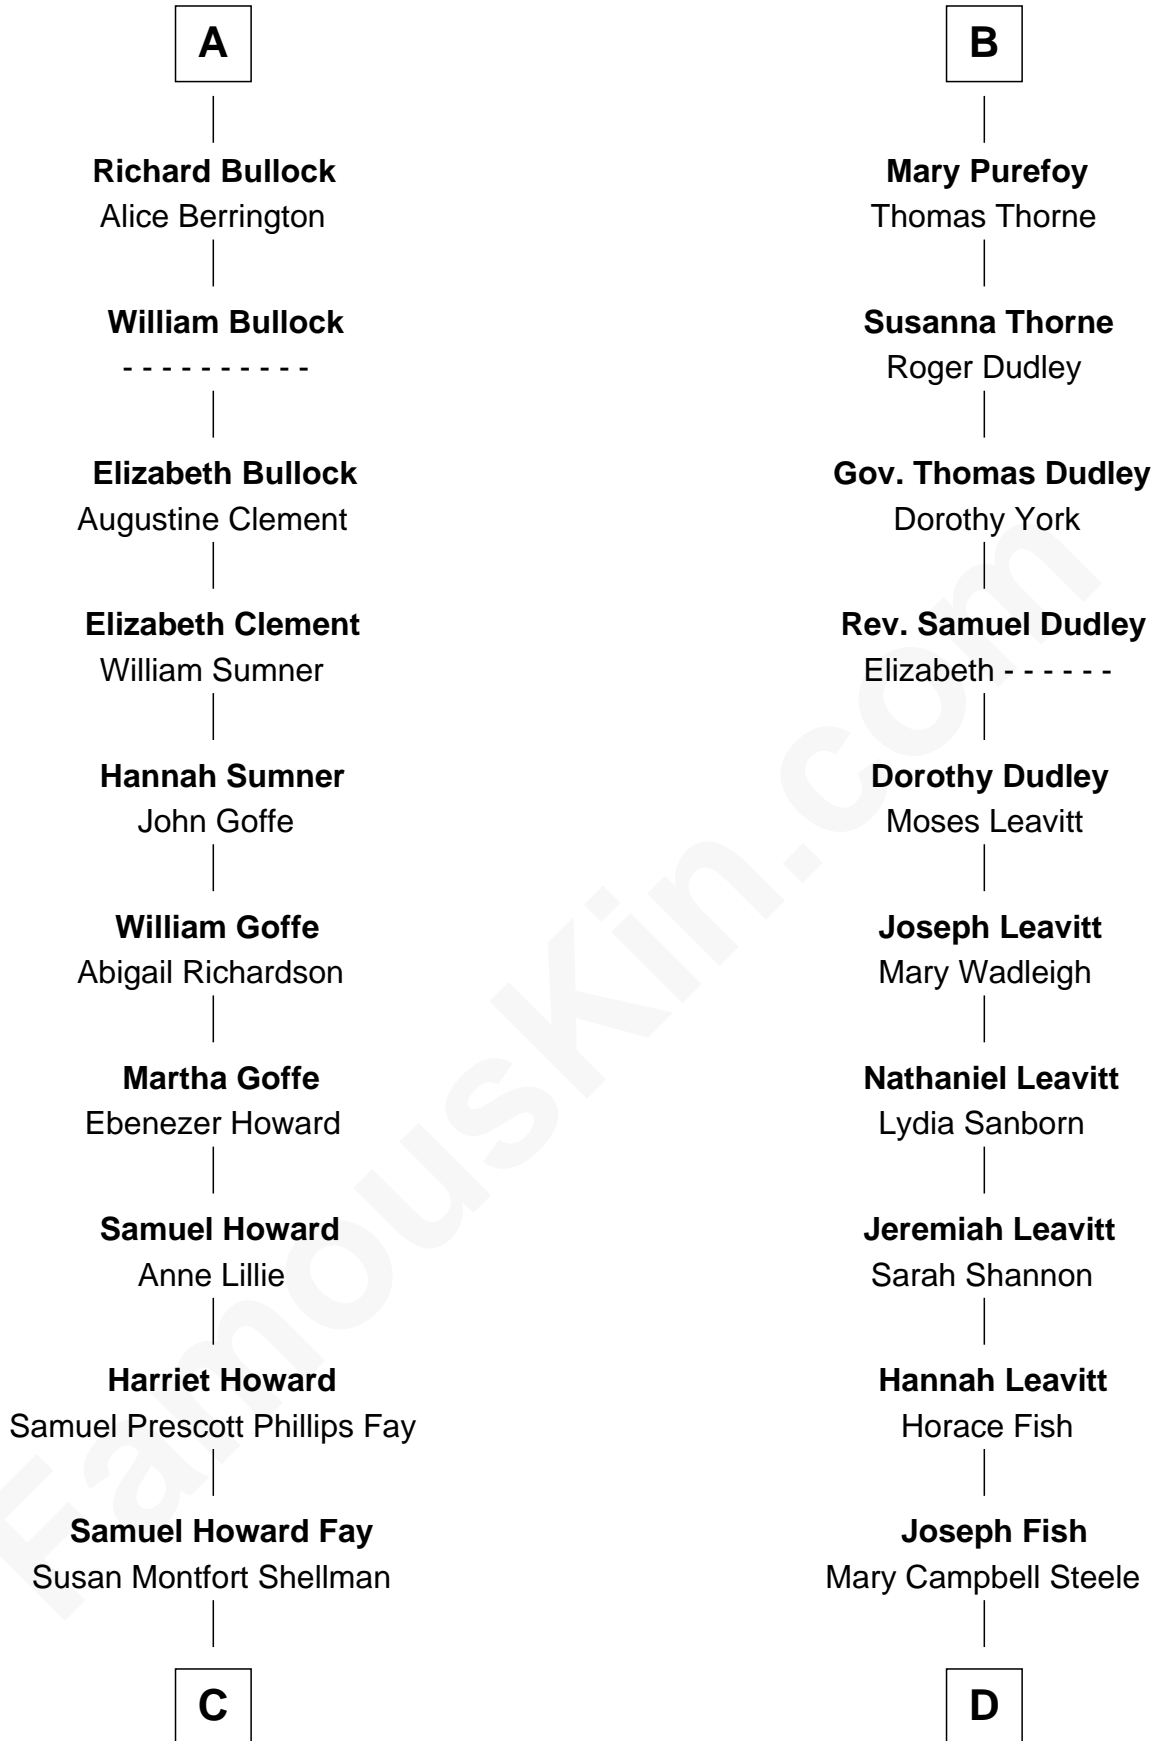 A
Richard Bullock
Alice Berrington
William Bullock
- - - - - - - - - -
Elizabeth Bullock
Augustine Clement
Elizabeth Clement
William Sumner
Hannah Sumner
John Goffe
William Goffe
Abigail Richardson
Martha Goffe
Ebenezer Howard
Samuel Howard
Anne Lillie
Harriet Howard
Samuel Prescott Phillips Fay
Samuel Howard Fay
Susan Montfort Shellman
C
B
Mary Purefoy
Thomas Thorne
Susanna Thorne
Roger Dudley
Gov. Thomas Dudley
Dorothy York
Rev. Samuel Dudley
Elizabeth - - - - - -
Dorothy Dudley
Moses Leavitt
Joseph Leavitt
Mary Wadleigh
Nathaniel Leavitt
Lydia Sanborn
Jeremiah Leavitt
Sarah Shannon
Hannah Leavitt
Horace Fish
Joseph Fish
Mary Campbell Steele
D
FamousKin.com